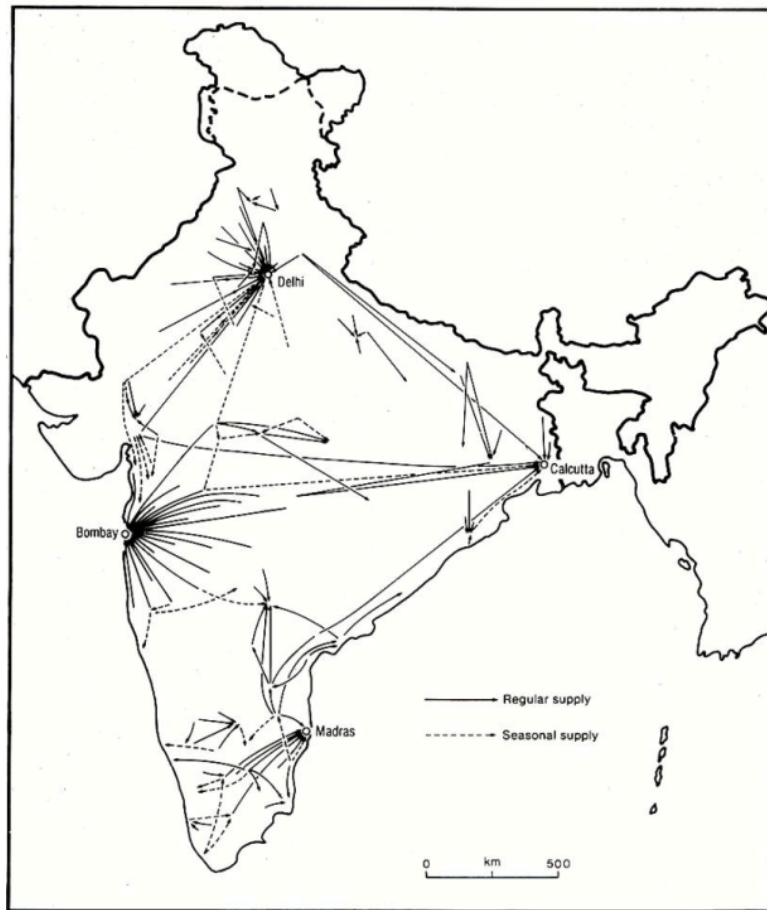 Delhi
Calcutta
Bombay
Regular supply
Madras
Seasonal supply
0 km 500